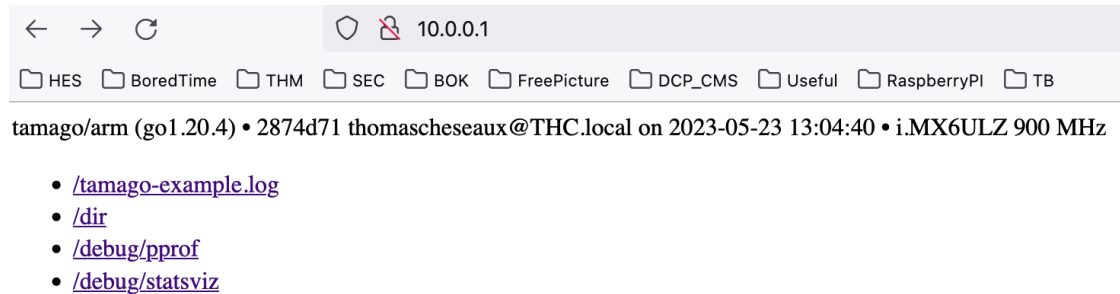 10.0.0.1
HES BoredTime THM SEC BOK FreePicture DCP_CMS Useful RaspberryPI TB
tamago/arm (go1.20.4) • 2874d71 thomascheseaux@THC.local on 2023-05-23 13:04:40 • i.MX6ULZ 900 MHz
• /tamago-example.log
• /dir
• /debug/pprof
• /debug/statsviz